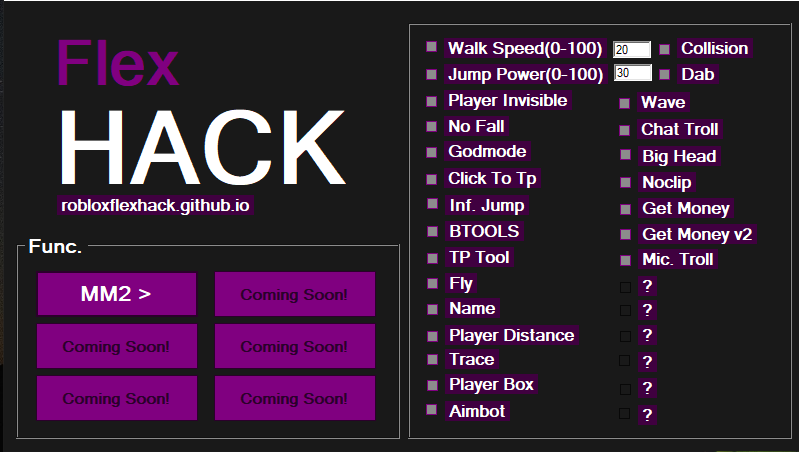 Flex
HACK
robloxflexhack.github.io
Func.
MM2 >
Coming Soon!
Coming Soon!
Coming Soon!
Coming Soon!
Coming Soon!
Walk Speed(0-100)
20
Collision
Jump Power(0-100)
30
Dab
Player Invisible
Wave
No Fall
Chat Troll
Godmode
Big Head
Click To Tp
Noclip
Inf. Jump
Get Money
BTOOLS
Get Money v2
TP Tool
Mic. Troll
Fly
?
Name
?
Player Distance
?
Trace
?
Player Box
?
Aimbot
?